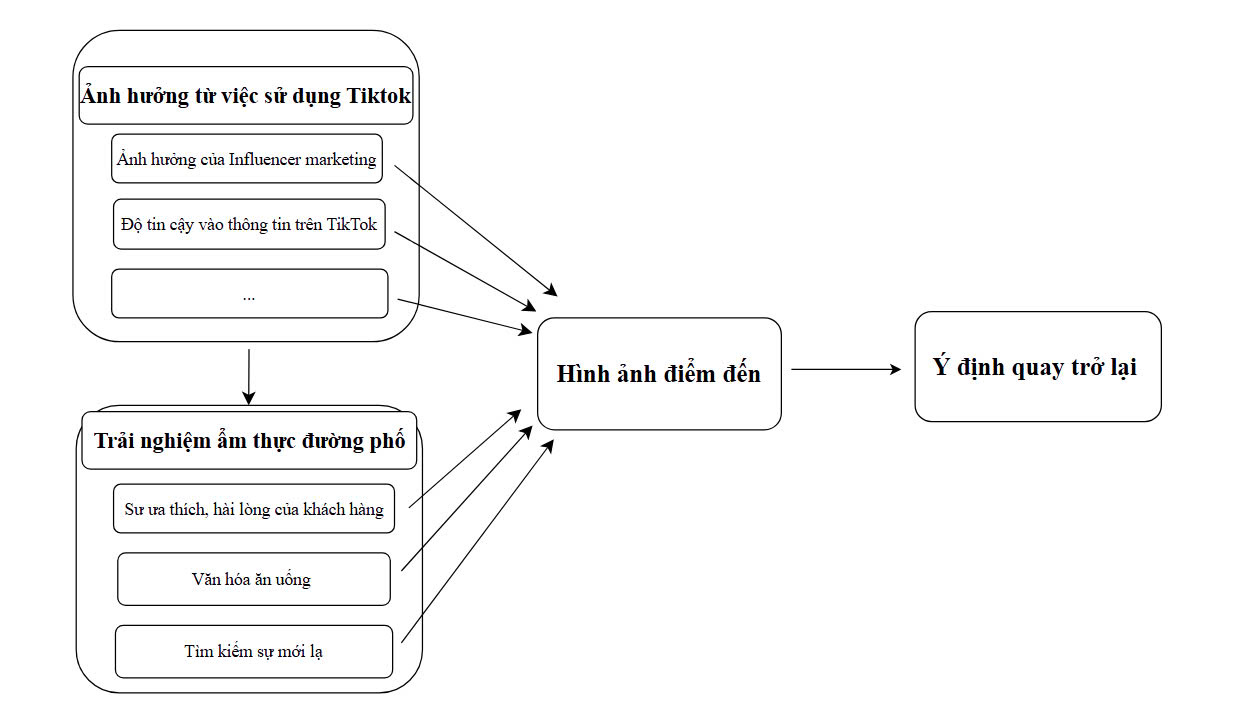 Ảnh hưởng từ việc sử dụng Tiktok
Ảnh hưởng của Influencer marketing
Độ tin cậy vào thông tin trên TikTok
...
Hình ảnh điểm đến
Ý định quay trở lại
Trải nghiệm ẩm thực đường phố
Sư ưa thích, hài lòng của khách hàng
Văn hóa ăn uống
Tìm kiếm sự mới lạ